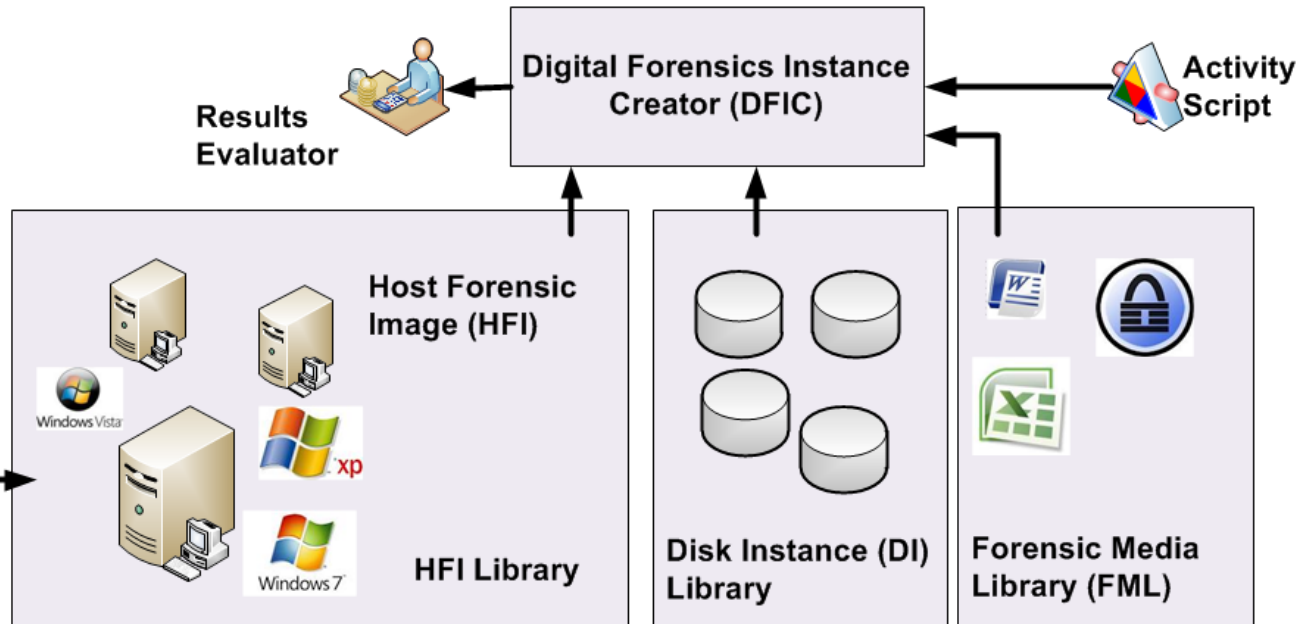 Digital Forensics Instance
Creator (DFIC)
Activity
Script
Results
Evaluator
Host Forensic
Image (HFI)
Windows Vista
xp
Windows 7
HFI Library
Disk Instance (DI)
Library
W
X
Forensic Media
Library (FML)